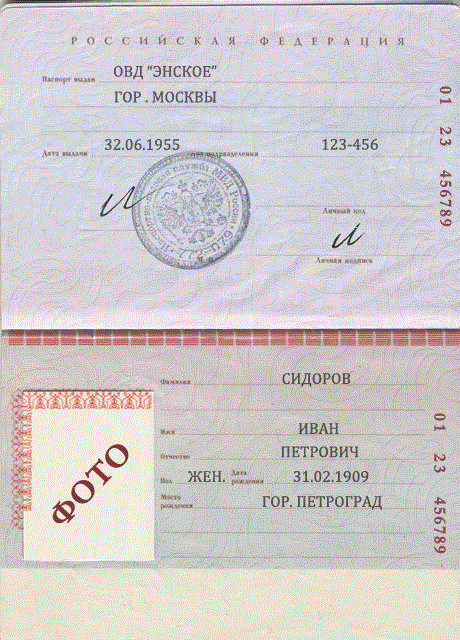 РОССИЙСКАЯ ФЕДЕРАЦИЯ
Паспорт выдан ОВД "ЭНСКОЕ"
ГОР . МОСКВЫ
Дата выдачи 32.06.1955 Код подразделения 123-456
Личный код
Личная подпись
01 23 456789
Фамилия СИДОРОВ
Имя ИВАН
Отчество ПЕТРОВИЧ
Пол ЖЕН. Дата рождения 31.02.1909
Место рождения ГОР. ПЕТРОГРАД
ФОТО
01 23 456789